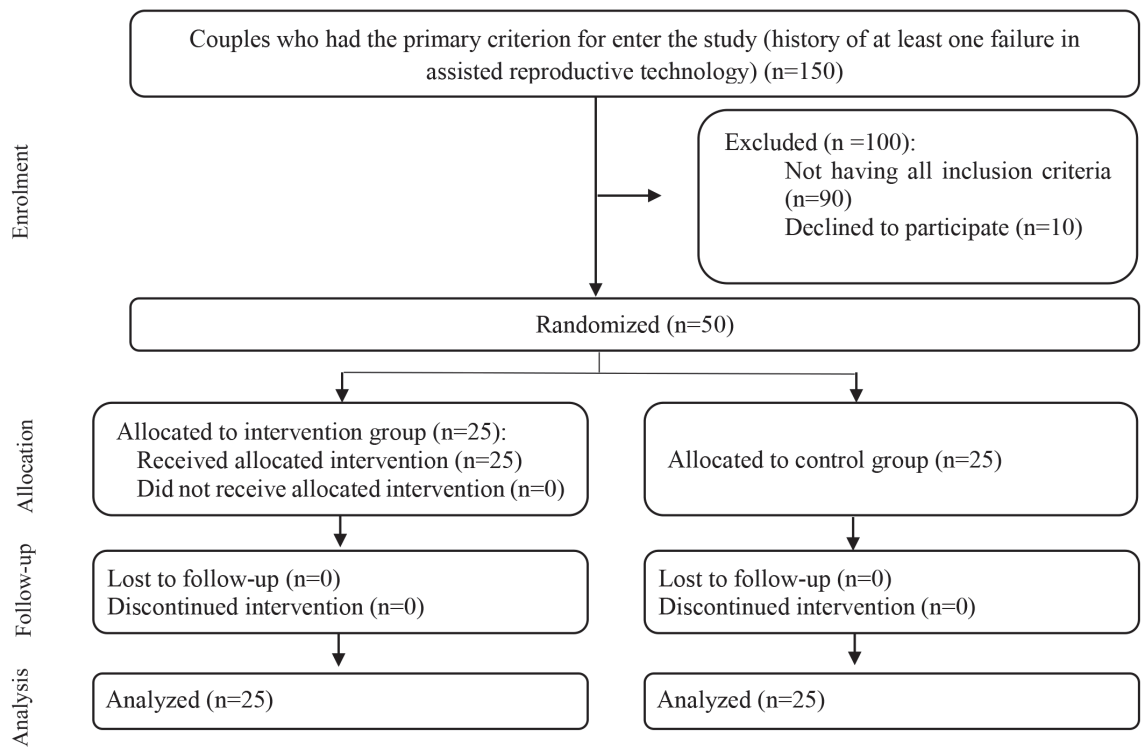 Couples who had the primary criterion for enter the study (history of at least one failure in
assisted reproductive technology) (n=150)
Enrolment
Excluded (n =100):
Not having all inclusion criteria
(n=90)
Declined to participate (n=10)
Randomized (n=50)
Allocation
Allocated to intervention group (n=25):
Received allocated intervention (n=25)
Did not receive allocated intervention (n=0)
Allocated to control group (n=25)
Follow-up
Lost to follow-up (n=0)
Discontinued intervention (n=0)
Lost to follow-up (n=0)
Discontinued intervention (n=0)
Analysis
Analyzed (n=25)
Analyzed (n=25)